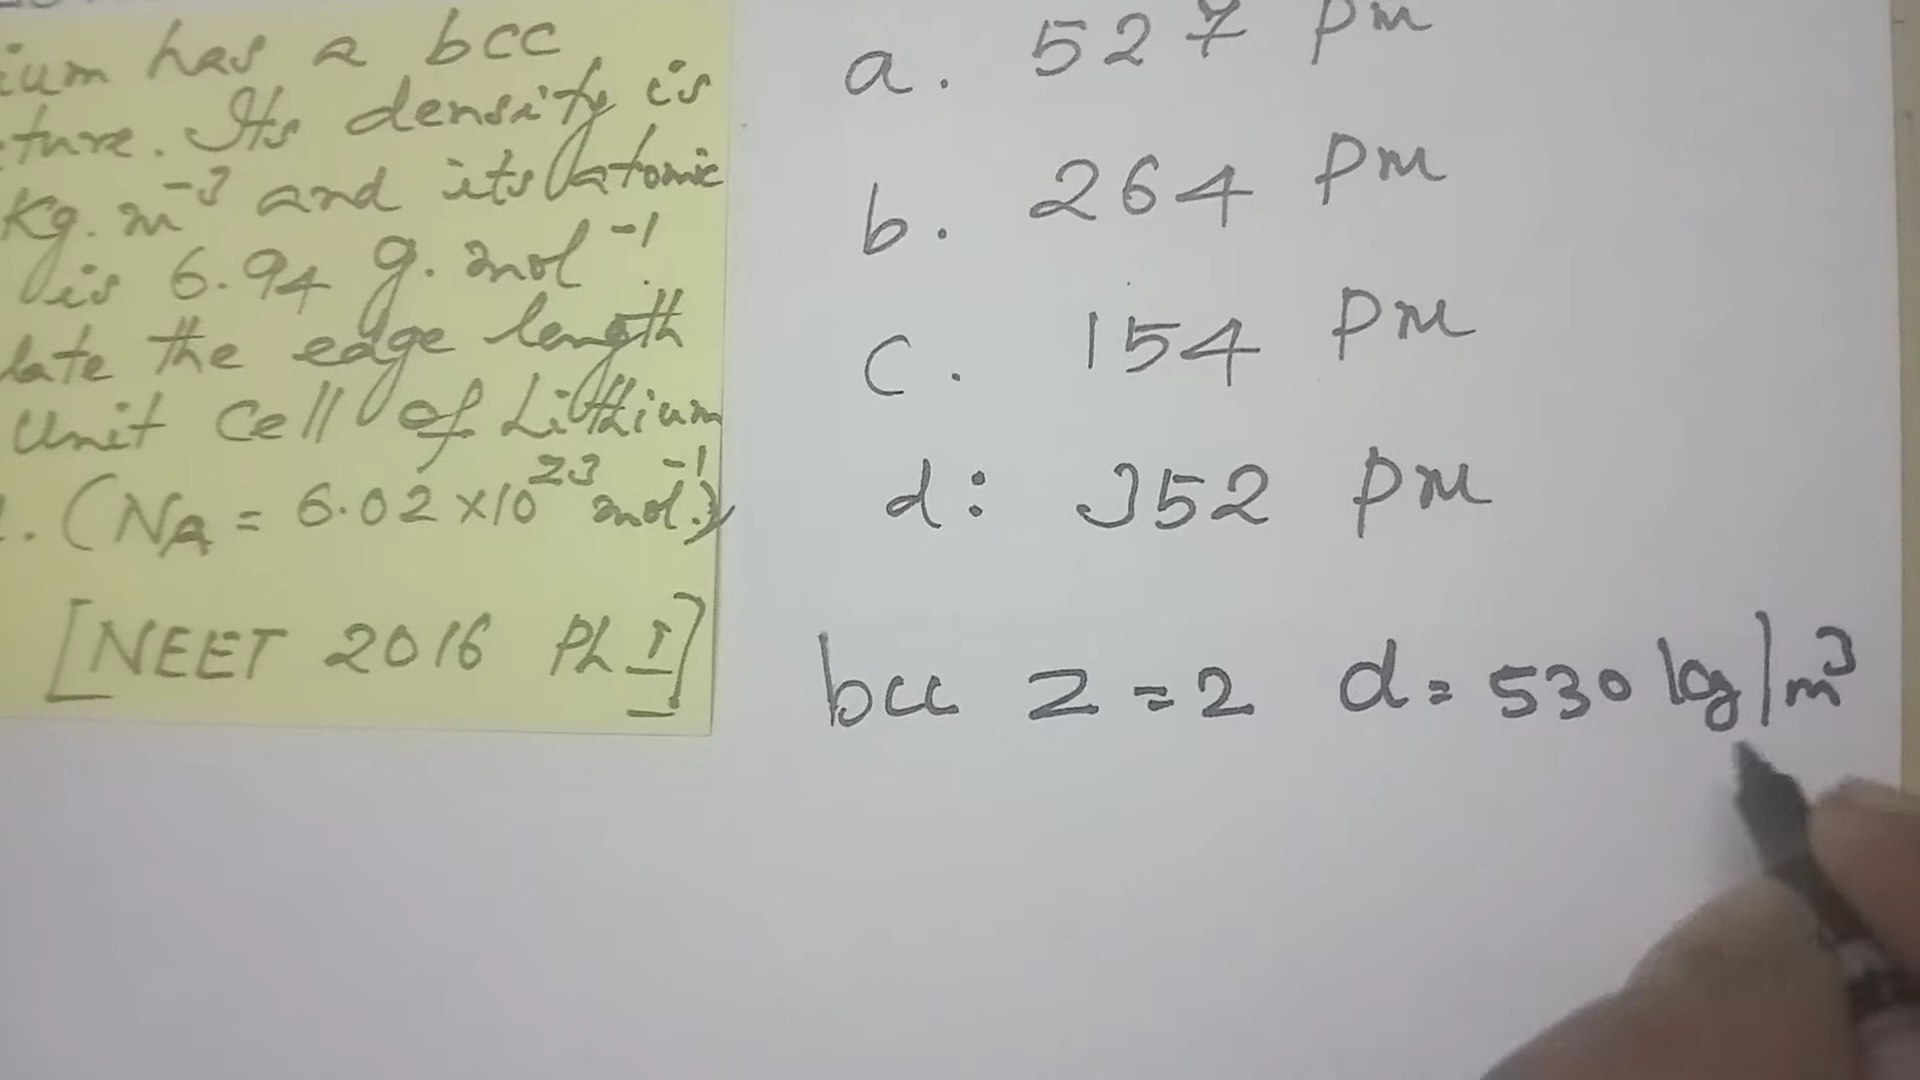 ium has a bcc
ture. Its density is
Kg. m⁻³ and its atomic
is 6.94 g. mol⁻¹.
late the edge length
Unit Cell of Lithium
. (NA = 6.02 ×10²³ mol⁻¹.)
[NEET 2016 Ph I]
a. 527 pm
b. 264 pm
c. 154 pm
d: 352 pm
bcc Z = 2 d = 530 kg/m³